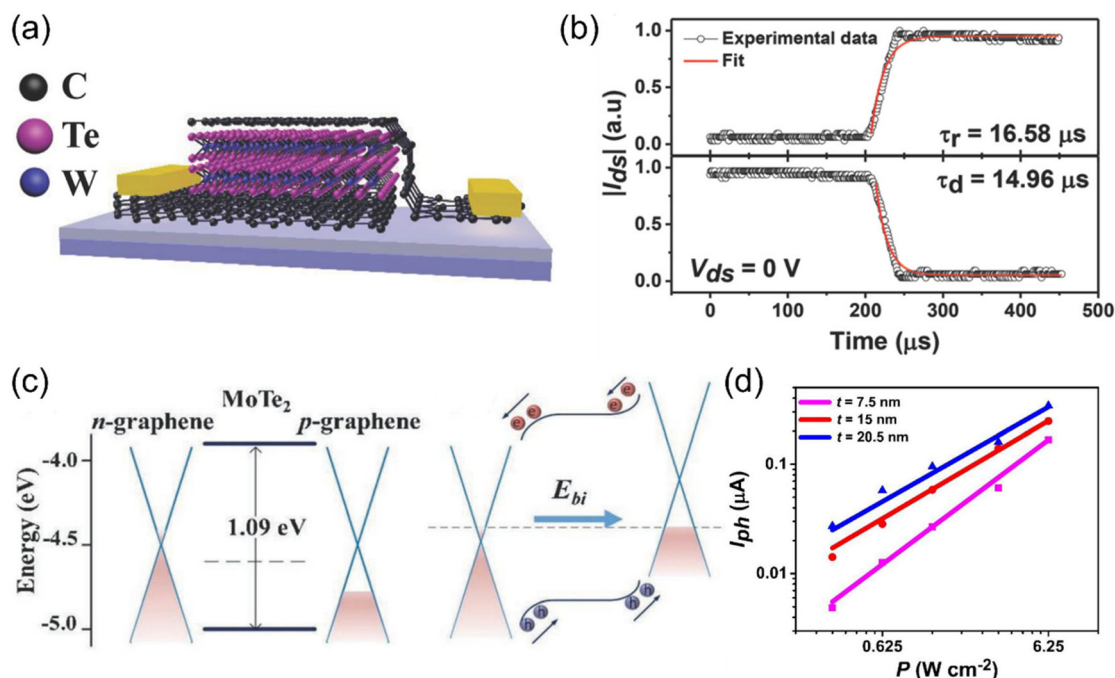 (a)
C
Te
W
(b)
1.0
0.5
0.0
1.0
0.5
0.0
|Ids| (a.u)
Experimental data
Fit
τr = 16.58 μs
τd = 14.96 μs
Vds = 0 V
0 100 200 300 400 500
Time (μs)
(c)
n-graphene MoTe2 p-graphene
Energy (eV)
-4.0
-4.5
-5.0
1.09 eV
e e e e
Ebi
h h h h
(d)
t = 7.5 nm
t = 15 nm
t = 20.5 nm
Iph (μA)
0.1
0.01
0.625 6.25
P (W cm-2)